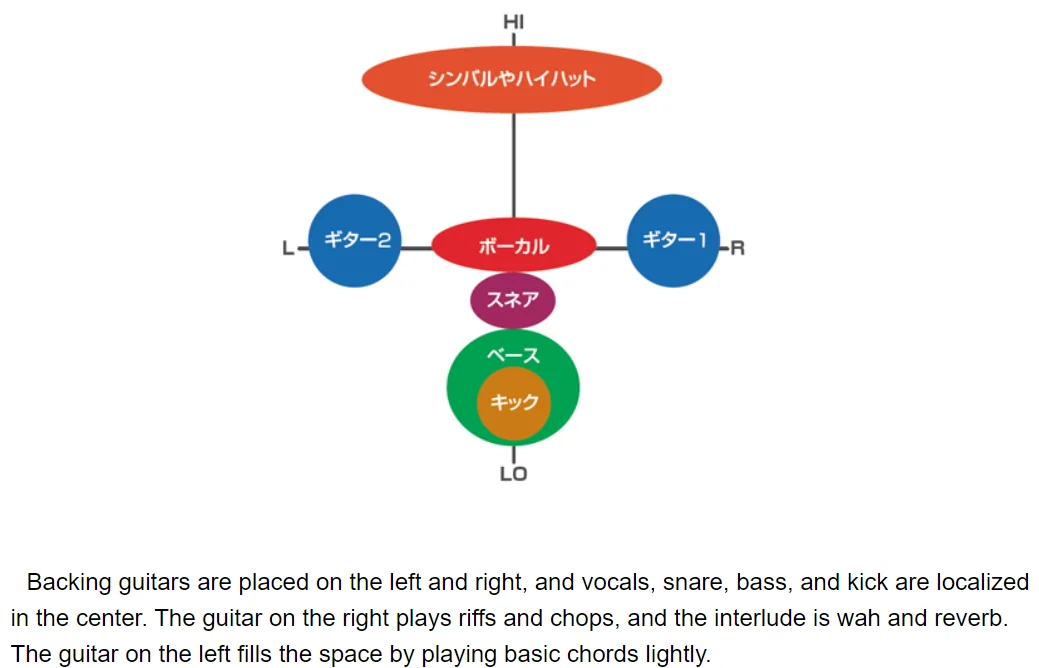 HI
シンバルやハイハット
L
ギター2
ボーカル
ギター1
R
スネア
ベース
キック
LO
Backing guitars are placed on the left and right, and vocals, snare, bass, and kick are localized
in the center. The guitar on the right plays riffs and chops, and the interlude is wah and reverb.
The guitar on the left fills the space by playing basic chords lightly.